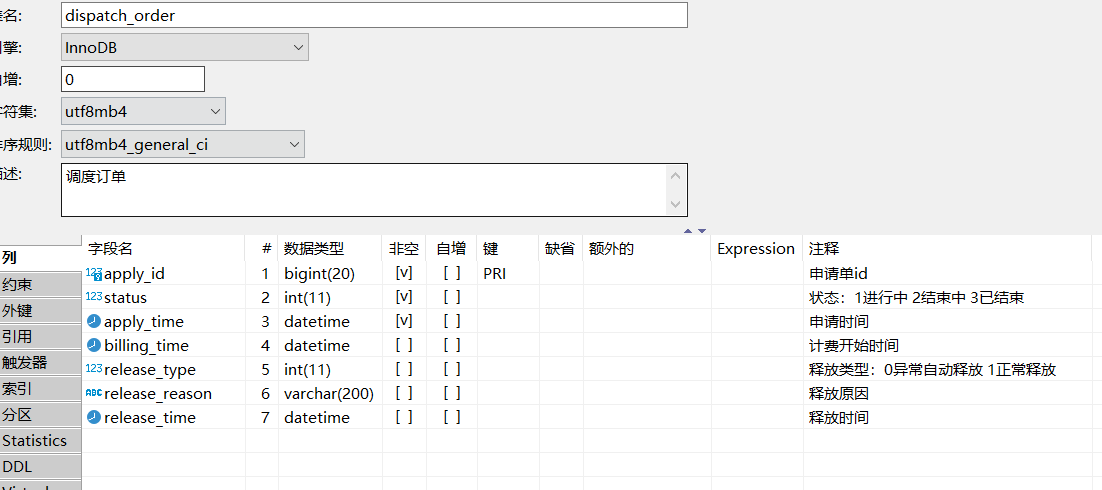 名: dispatch_order
擎: InnoDB
增: 0
字符集: utf8mb4
排序规则: utf8mb4_general_ci
描述: 调度订单
列
约束
外键
引用
触发器
索引
分区
Statistics
DDL
字段名 # 数据类型 非空 自增 键 缺省 额外的 Expression 注释
123 apply_id 1 bigint(20) [v] [ ] PRI 申请单id
123 status 2 int(11) [v] [ ] 状态：1进行中 2结束中 3已结束
apply_time 3 datetime [v] [ ] 申请时间
billing_time 4 datetime [ ] [ ] 计费开始时间
123 release_type 5 int(11) [ ] [ ] 释放类型：0异常自动释放 1正常释放
ABC release_reason 6 varchar(200) [ ] [ ] 释放原因
release_time 7 datetime [ ] [ ] 释放时间